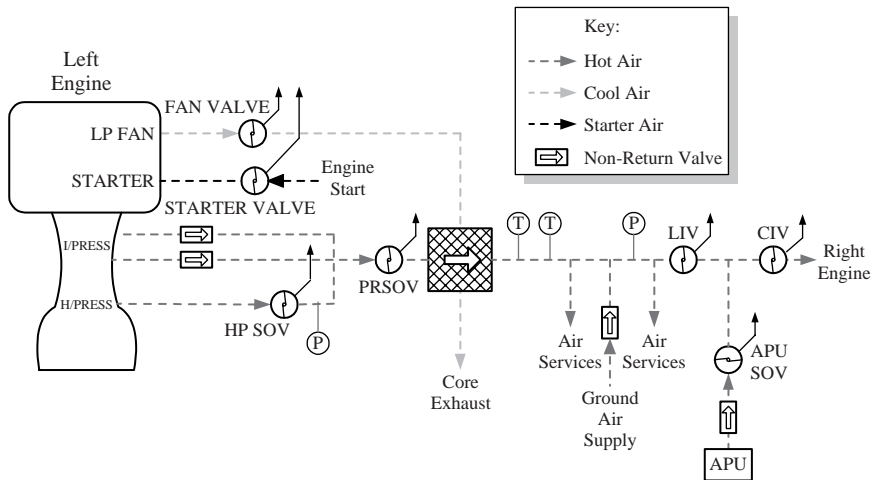 Key:
Hot Air
Cool Air
Starter Air
Non-Return Valve
Left
Engine
FAN VALVE
LP FAN
STARTER
Engine
Start
STARTER VALVE
I/PRESS
H/PRESS
HP SOV
P
PRSOV
T
T
P
LIV
CIV
Right
Engine
Air
Services
Air
Services
Ground
Air
Supply
Core
Exhaust
APU
SOV
APU